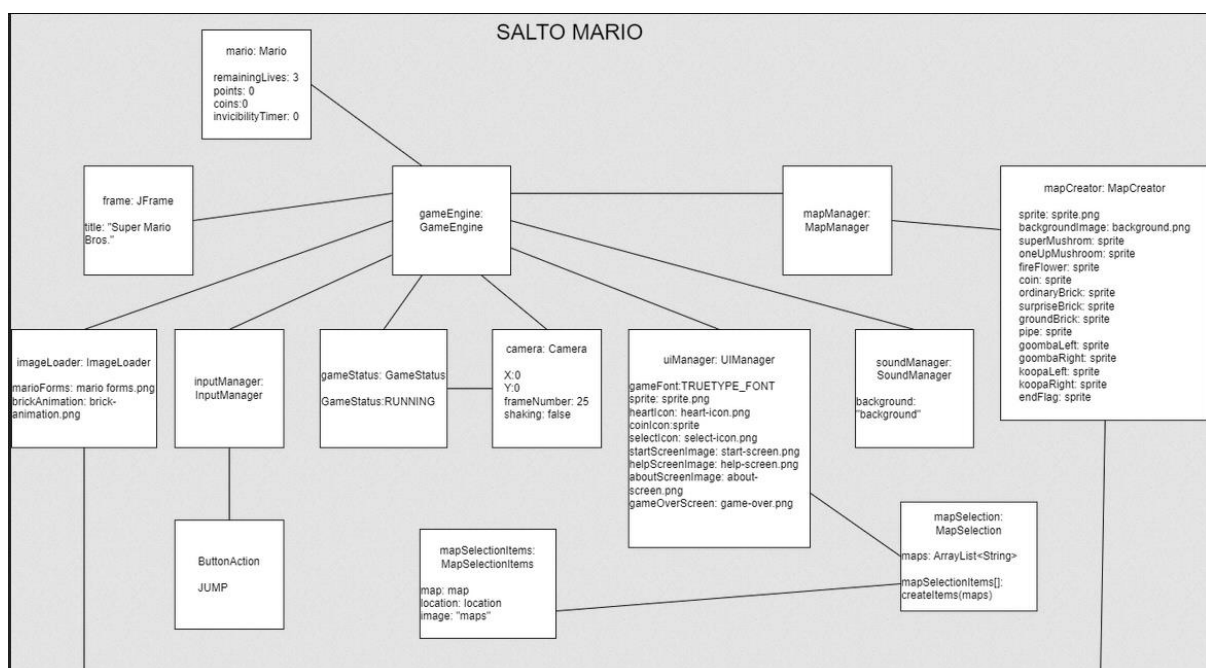 SALTO MARIO
mario: Mario
remainingLives: 3
points: 0
coins:0
invicibilityTimer: 0
frame: JFrame
title: "Super Mario
Bros."
gameEngine:
GameEngine
mapManager:
MapManager
mapCreator: MapCreator
sprite: sprite.png
backgroundImage: background.png
superMushrom: sprite
oneUpMushroom: sprite
fireFlower: sprite
coin: sprite
ordinaryBrick: sprite
surpriseBrick: sprite
groundBrick: sprite
pipe: sprite
goombaLeft: sprite
goombaRight: sprite
koopaLeft: sprite
koopaRight: sprite
endFlag: sprite
imageLoader: ImageLoader
marioForms: mario forms.png
brickAnimation: brick-
animation.png
inputManager:
InputManager
gameStatus: GameStatus
GameStatus:RUNNING
camera: Camera
X:0
Y:0
frameNumber: 25
shaking: false
uiManager: UIManager
gameFont:TRUETYPE_FONT
sprite: sprite.png
heartIcon: heart-icon.png
coinIcon:sprite
selectIcon: select-icon.png
startScreenImage: start-screen.png
helpScreenImage: help-screen.png
aboutScreenImage: about-
screen.png
gameOverScreen: game-over.png
soundManager:
SoundManager
background:
"background"
ButtonAction
JUMP
mapSelectionItems:
MapSelectionItems
map: map
location: location
image: "maps"
mapSelection:
MapSelection
maps: ArrayList<String>
mapSelectionItems[]:
createItems(maps)